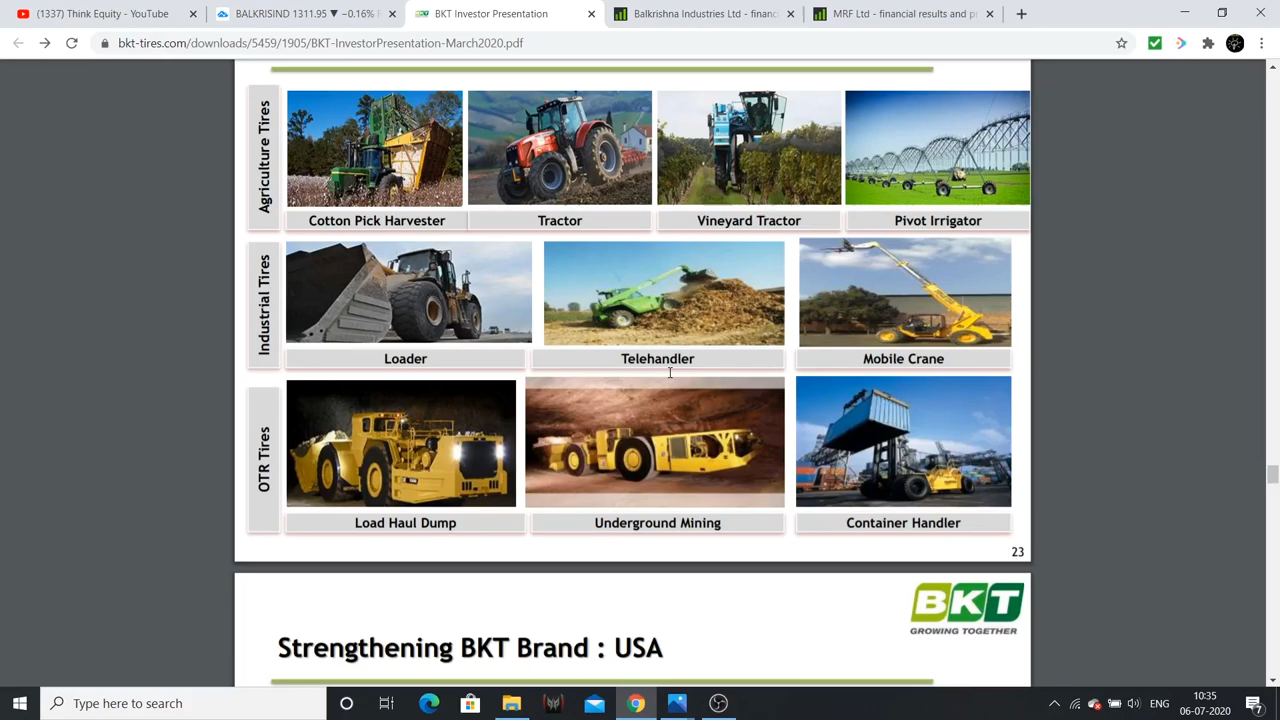 (1337) Think Equity - YouTube
BALKRISIND 1311.95 ▼ −0.16%
BKT Investor Presentation
Balkrishna Industries Ltd - financi
MRF Ltd - financial results and p
bkt-tires.com/downloads/5459/1905/BKT-InvestorPresentation-March2020.pdf
Agriculture Tires
Cotton Pick Harvester
Tractor
Vineyard Tractor
Pivot Irrigator
Industrial Tires
Loader
Telehandler
Mobile Crane
OTR Tires
Load Haul Dump
Underground Mining
Container Handler
23
BKT
GROWING TOGETHER
Strengthening BKT Brand : USA
Type here to search
ENG
10:35
06-07-2020
7